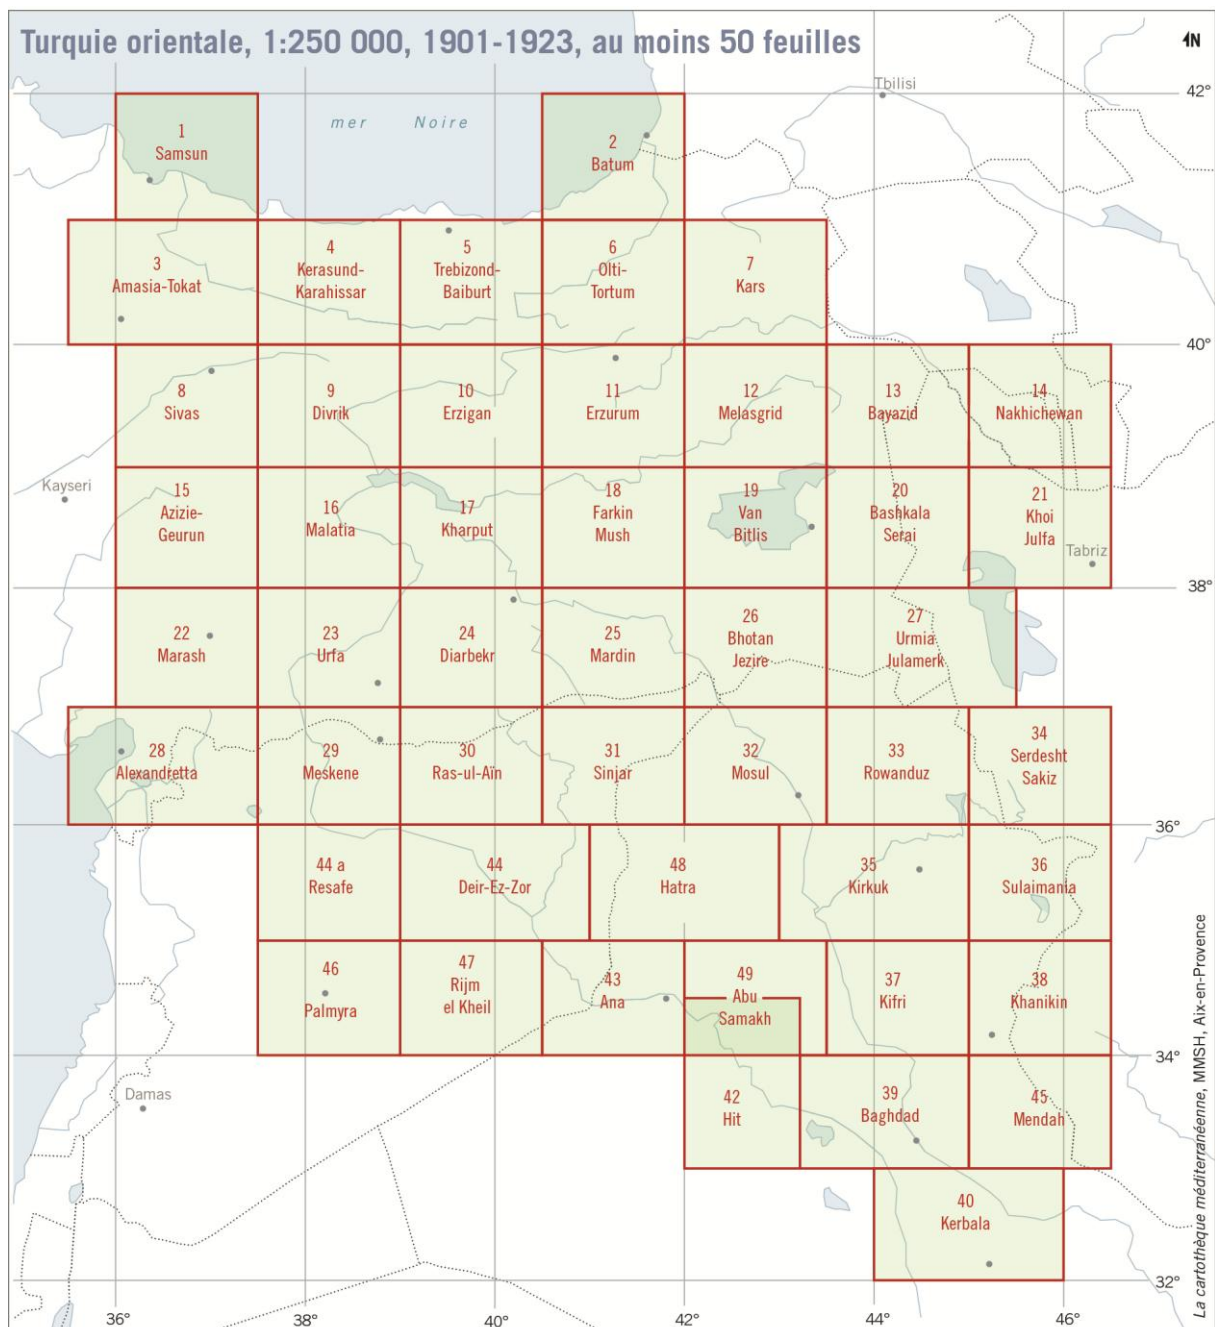 Turquie orientale, 1:250 000, 1901-1923, au moins 50 feuilles
N
Tbilisi
42°
mer Noire
1
Samsun
2
Batum
3
Amasia-Tokat
4
Kerasund-
Karahissar
5
Trebizond-
Baiburt
6
Olti-
Tortum
7
Kars
40°
8
Sivas
9
Divrik
10
Erzigan
11
Erzurum
12
Melasgrid
13
Bayazid
14
Nakhichewan
Kayseri
15
Azizie-
Geurun
16
Malatia
17
Kharput
18
Farkin
Mush
19
Van
Bitlis
20
Bashkala
Serai
21
Khoi
Julfa
Tabriz
38°
22
Marash
23
Urfa
24
Diarbekr
25
Mardin
26
Bhotan
Jezire
27
Urmia
Julamerk
28
Alexandretta
29
Meskene
30
Ras-ul-Aïn
31
Sinjar
32
Mosul
33
Rowanduz
34
Serdesht
Sakiz
36°
44 a
Resafe
44
Deir-Ez-Zor
48
Hatra
35
Kirkuk
36
Sulaimania
46
Palmyra
47
Rijm
el Kheil
43
Ana
49
Abu
Samakh
37
Kifri
38
Khanikin
34°
Damas
42
Hit
39
Baghdad
45
Mendah
40
Kerbala
32°
36°
38°
40°
42°
44°
46°
La cartothèque méditerranéenne, MMSH, Aix-en-Provence